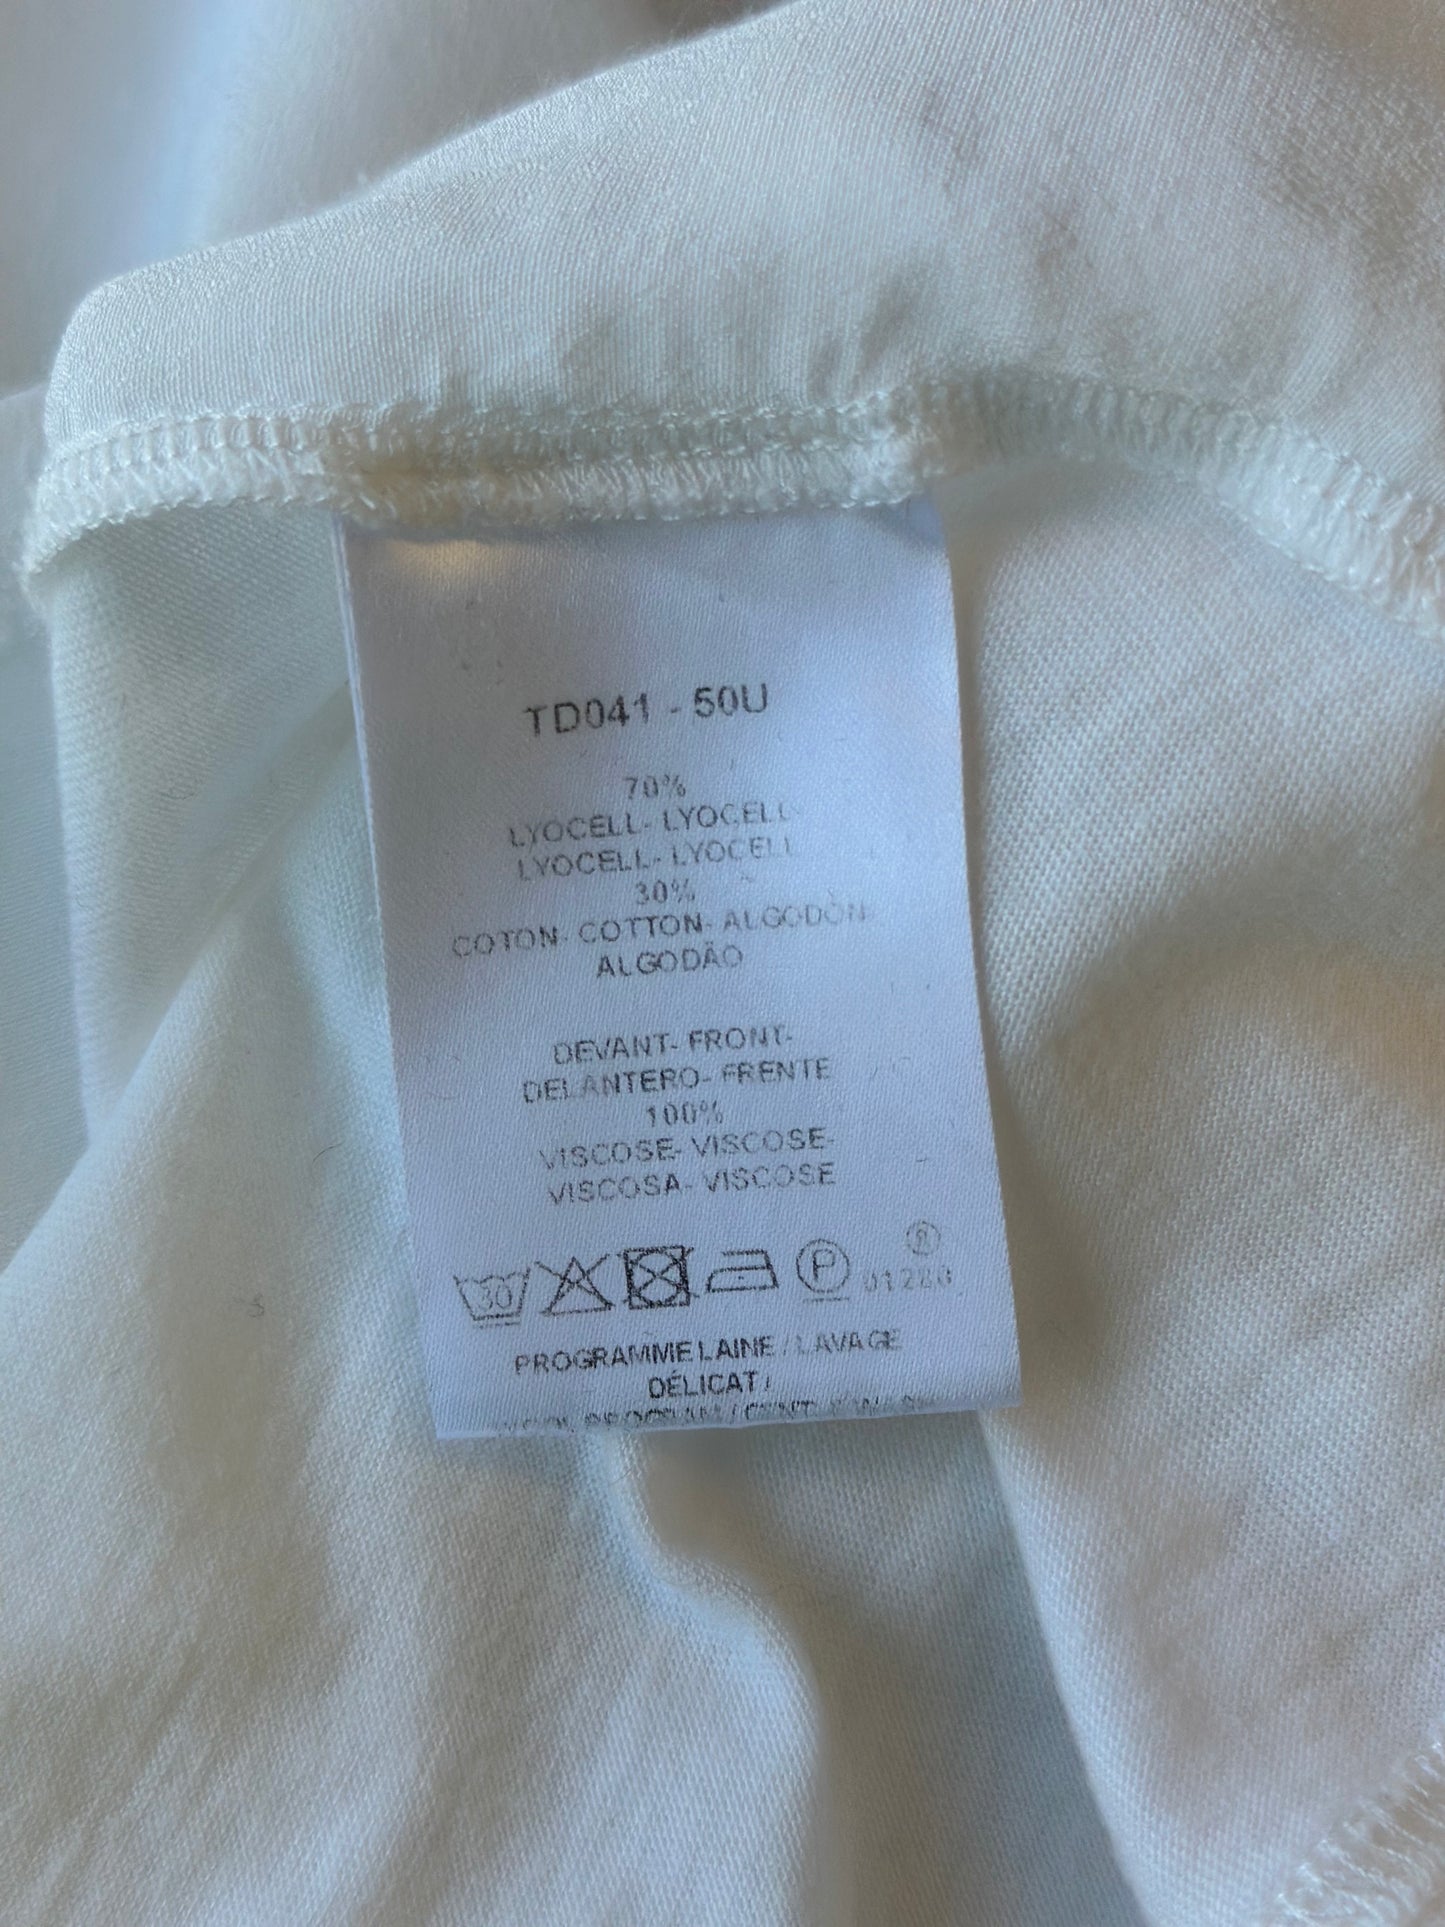 TD041 - 50U
70%
LYOCELL- LYOCELL-
LYOCELL- LYOCELL
30%
COTON- COTTON- ALGODÓN-
ALGODÃO
DEVANT- FRONT-
DELANTERO- FRENTE
100%
VISCOSE- VISCOSE-
VISCOSA- VISCOSE
30 P
PROGRAMME LAINE / LAVAGE
DÉLICAT /